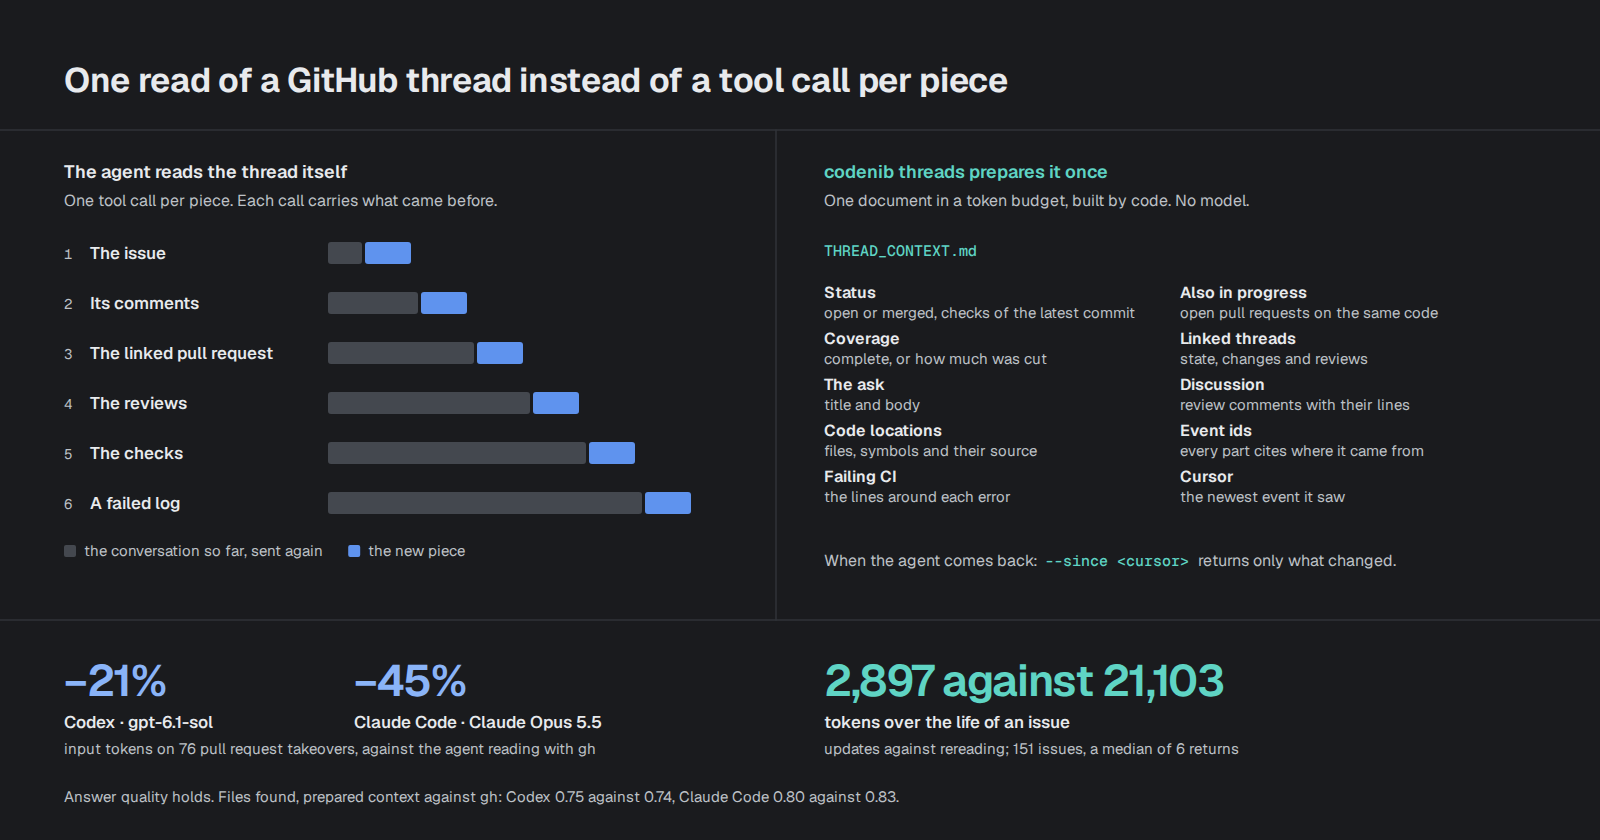 One read of a GitHub thread instead of a tool call per piece
The agent reads the thread itself
One tool call per piece. Each call carries what came before.
1 The issue
2 Its comments
3 The linked pull request
4 The reviews
5 The checks
6 A failed log
the conversation so far, sent again the new piece
codenib threads prepares it once
One document in a token budget, built by code. No model.
THREAD_CONTEXT.md
Status
open or merged, checks of the latest commit
Coverage
complete, or how much was cut
The ask
title and body
Code locations
files, symbols and their source
Failing CI
the lines around each error
Also in progress
open pull requests on the same code
Linked threads
state, changes and reviews
Discussion
review comments with their lines
Event ids
every part cites where it came from
Cursor
the newest event it saw
When the agent comes back: --since <cursor> returns only what changed.
−21%
Codex · gpt-6.1-sol
−45%
Claude Code · Claude Opus 5.5
input tokens on 76 pull request takeovers, against the agent reading with gh
2,897 against 21,103
tokens over the life of an issue
updates against rereading; 151 issues, a median of 6 returns
Answer quality holds. Files found, prepared context against gh: Codex 0.75 against 0.74, Claude Code 0.80 against 0.83.